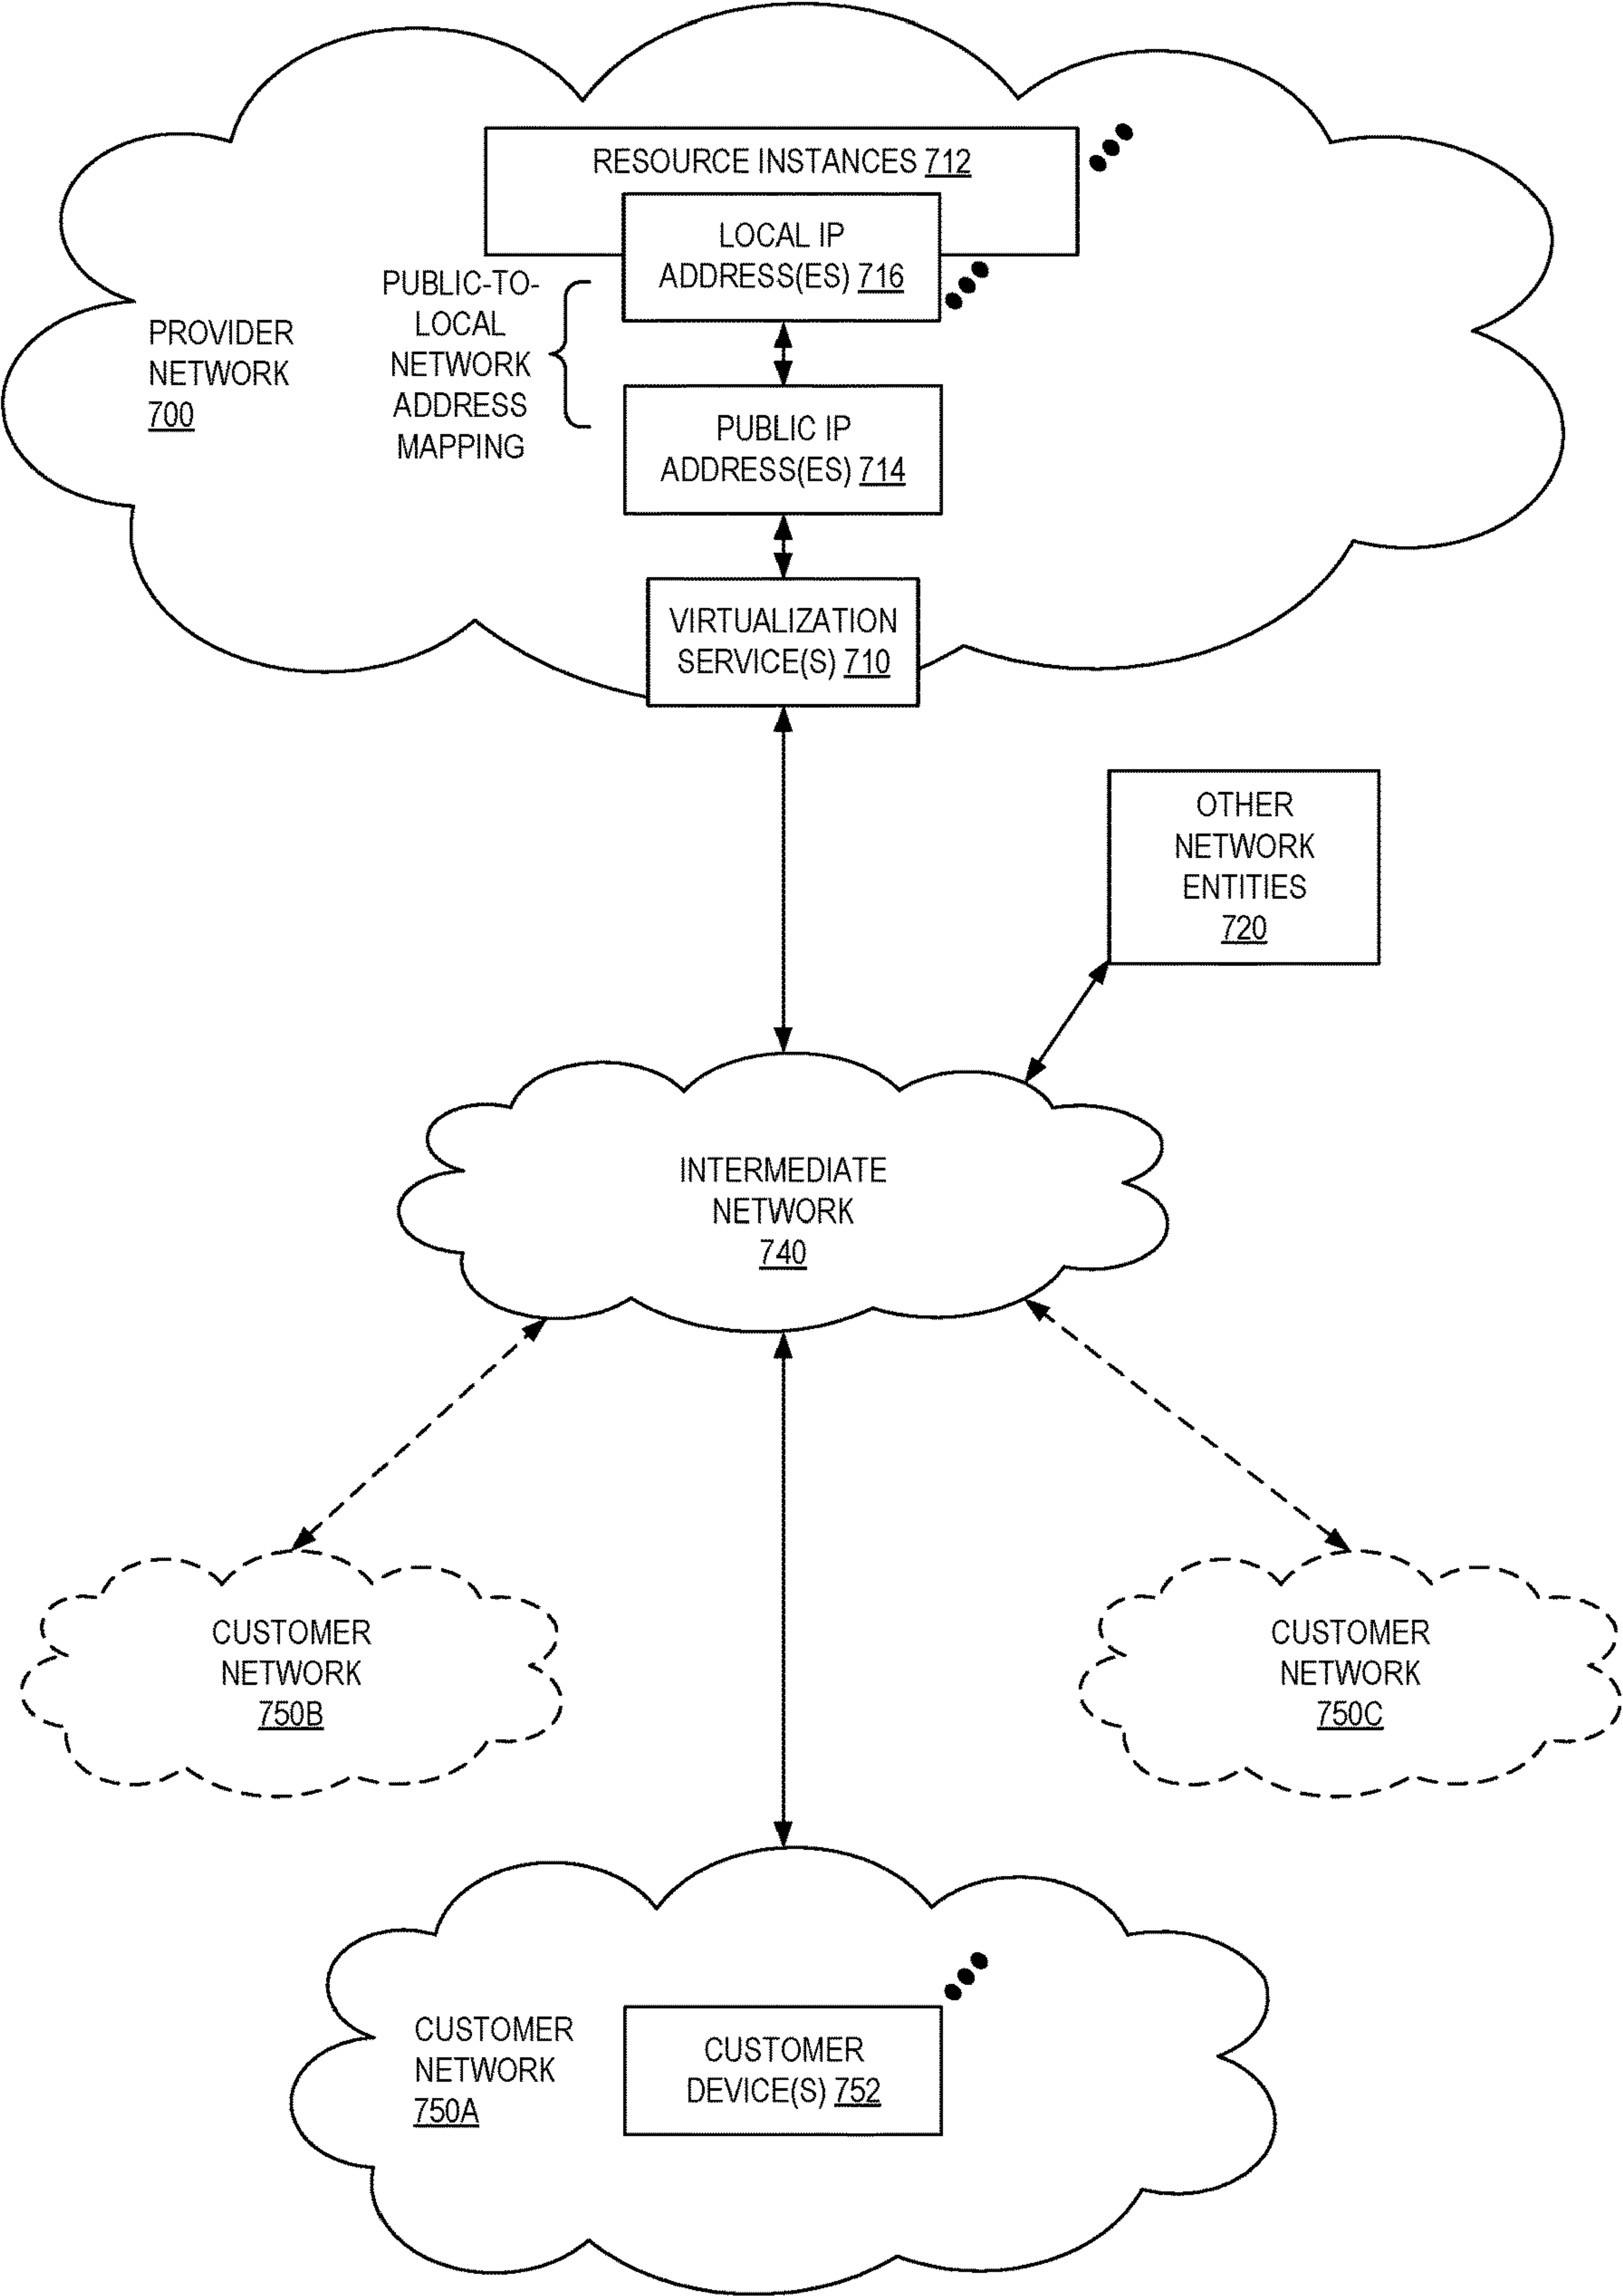 RESOURCE INSTANCES 712
LOCAL IP
ADDRESS(ES) 716
PUBLIC-TO-
LOCAL
NETWORK
ADDRESS
MAPPING
PROVIDER
NETWORK
700
PUBLIC IP
ADDRESS(ES) 714
VIRTUALIZATION
SERVICE(S) 710
OTHER
NETWORK
ENTITIES
720
INTERMEDIATE
NETWORK
740
CUSTOMER
NETWORK
750B
CUSTOMER
NETWORK
750C
CUSTOMER
NETWORK
750A
CUSTOMER
DEVICE(S) 752